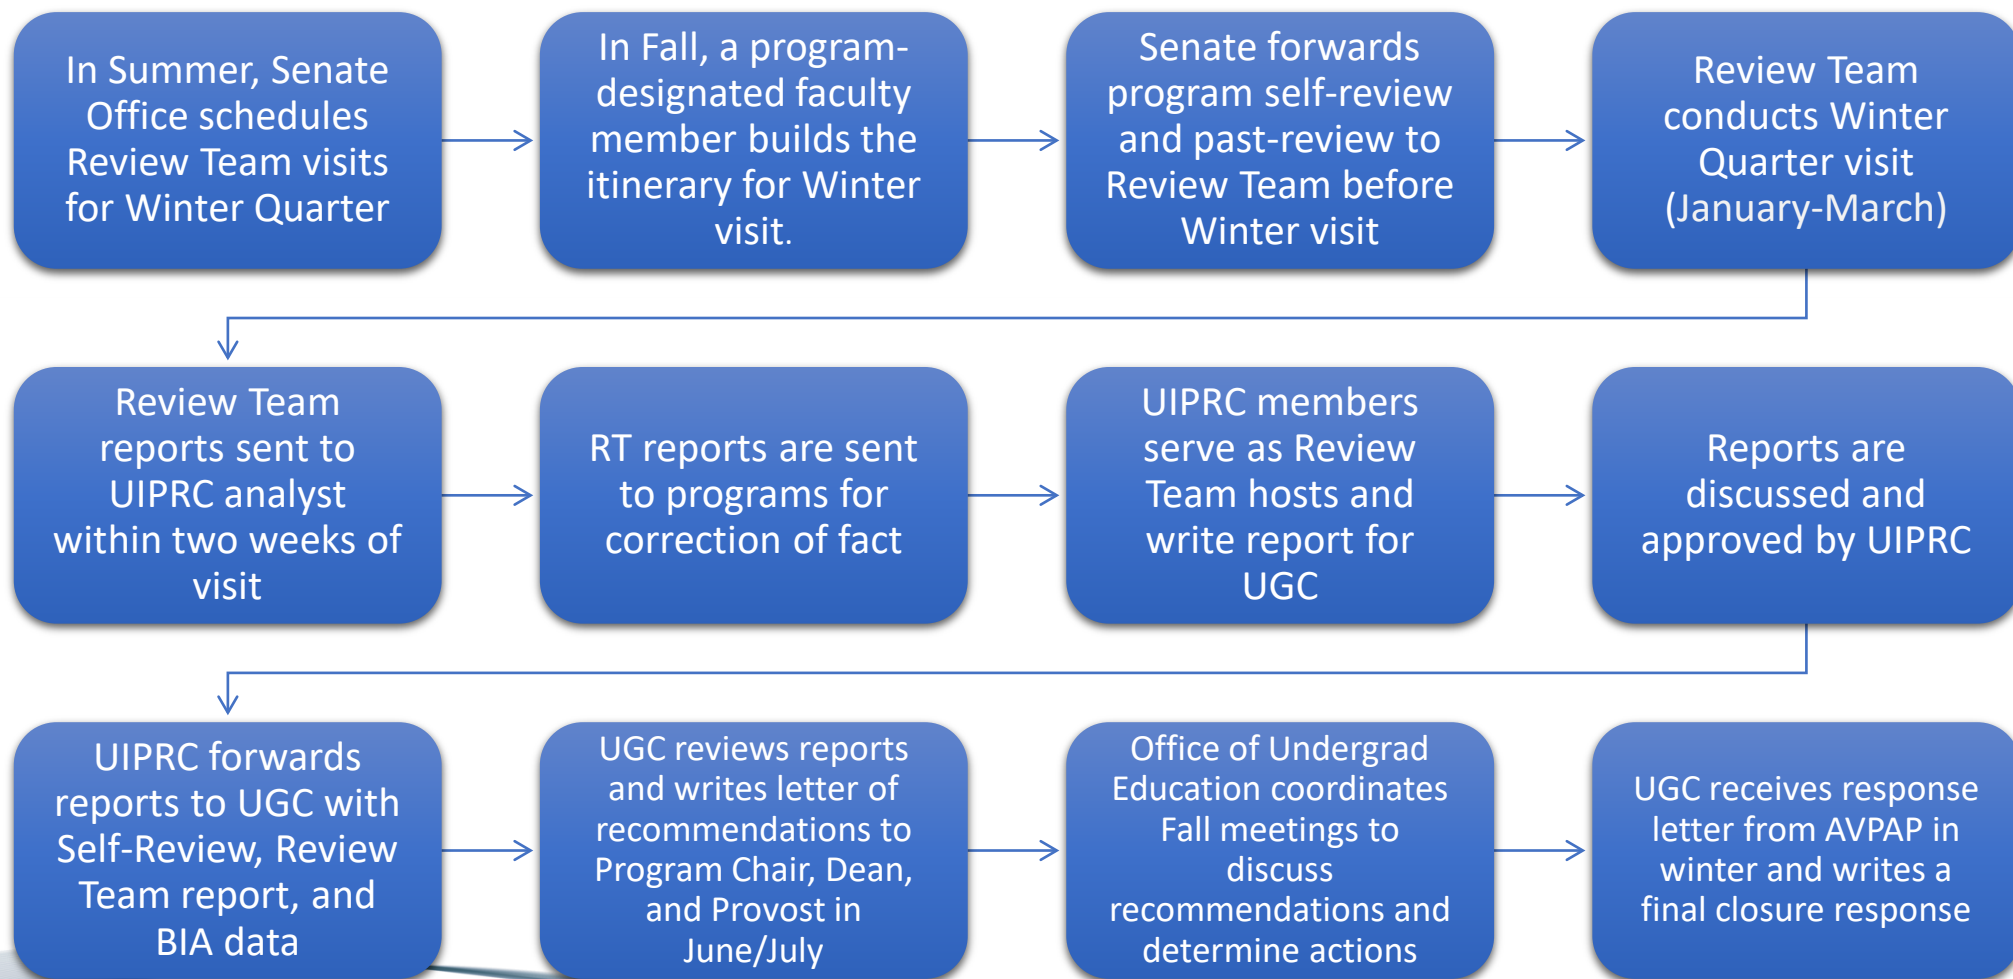 In Summer, Senate
Office schedules
Review Team visits
for Winter Quarter
In Fall, a program-
designated faculty
member builds the
itinerary for Winter
visit.
Senate forwards
program self-review
and past-review to
Review Team before
Winter visit
Review Team
conducts Winter
Quarter visit
(January-March)
Review Team
reports sent to
UIPRC analyst
within two weeks of
visit
RT reports are sent
to programs for
correction of fact
UIPRC members
serve as Review
Team hosts and
write report for
UGC
Reports are
discussed and
approved by UIPRC
UIPRC forwards
reports to UGC with
Self-Review, Review
Team report, and
BIA data
UGC reviews reports
and writes letter of
recommendations to
Program Chair, Dean,
and Provost in
June/July
Office of Undergrad
Education coordinates
Fall meetings to
discuss
recommendations and
determine actions
UGC receives response
letter from AVPAP in
winter and writes a
final closure response